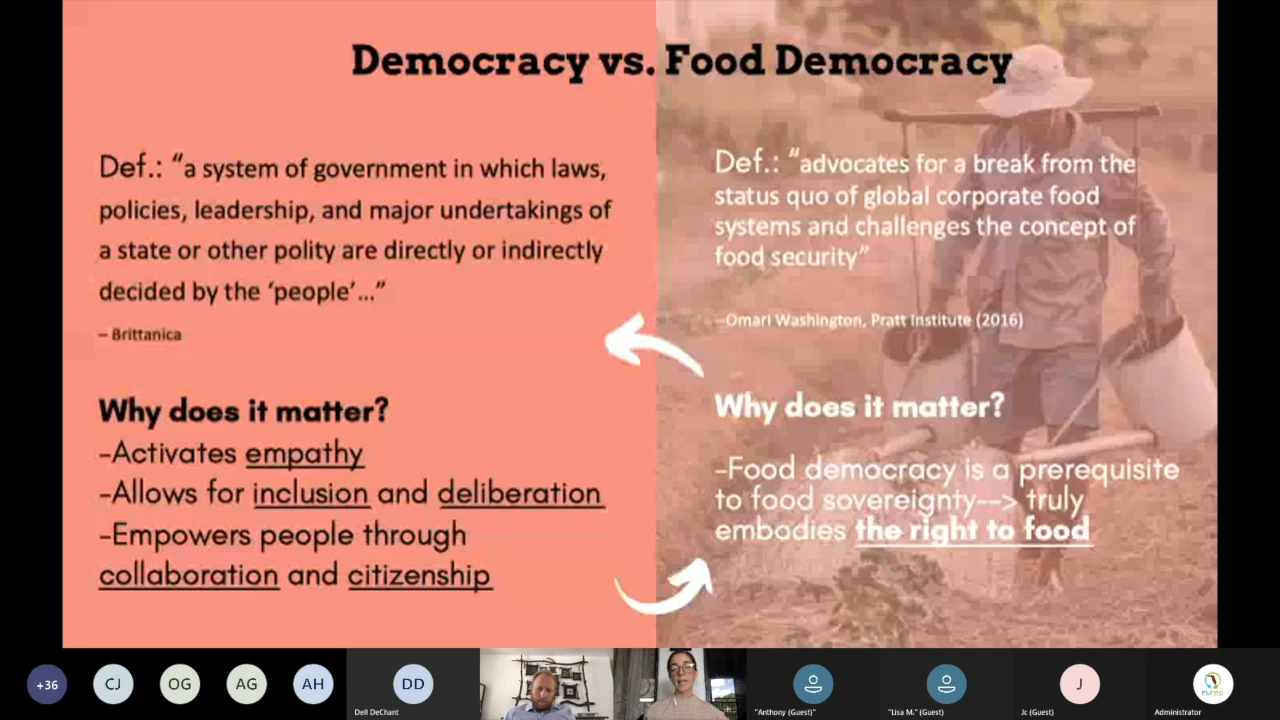 Democracy vs. Food Democracy
Def.: “a system of government in which laws,
policies, leadership, and major undertakings of
a state or other polity are directly or indirectly
decided by the ‘people’...”
– Brittanica
Why does it matter?
-Activates empathy
-Allows for inclusion and deliberation
-Empowers people through
collaboration and citizenship
Def.: “advocates for a break from the
status quo of global corporate food
systems and challenges the concept of
food security”
–Omari Washington, Pratt Institute (2016)
Why does it matter?
-Food democracy is a prerequisite
to food sovereignty--> truly
embodies the right to food
+36
CJ
OG
AG
AH
DD
Dell DeChant
"Anthony (Guest)"
"Lisa M." (Guest)
J
Jc (Guest)
Administrator